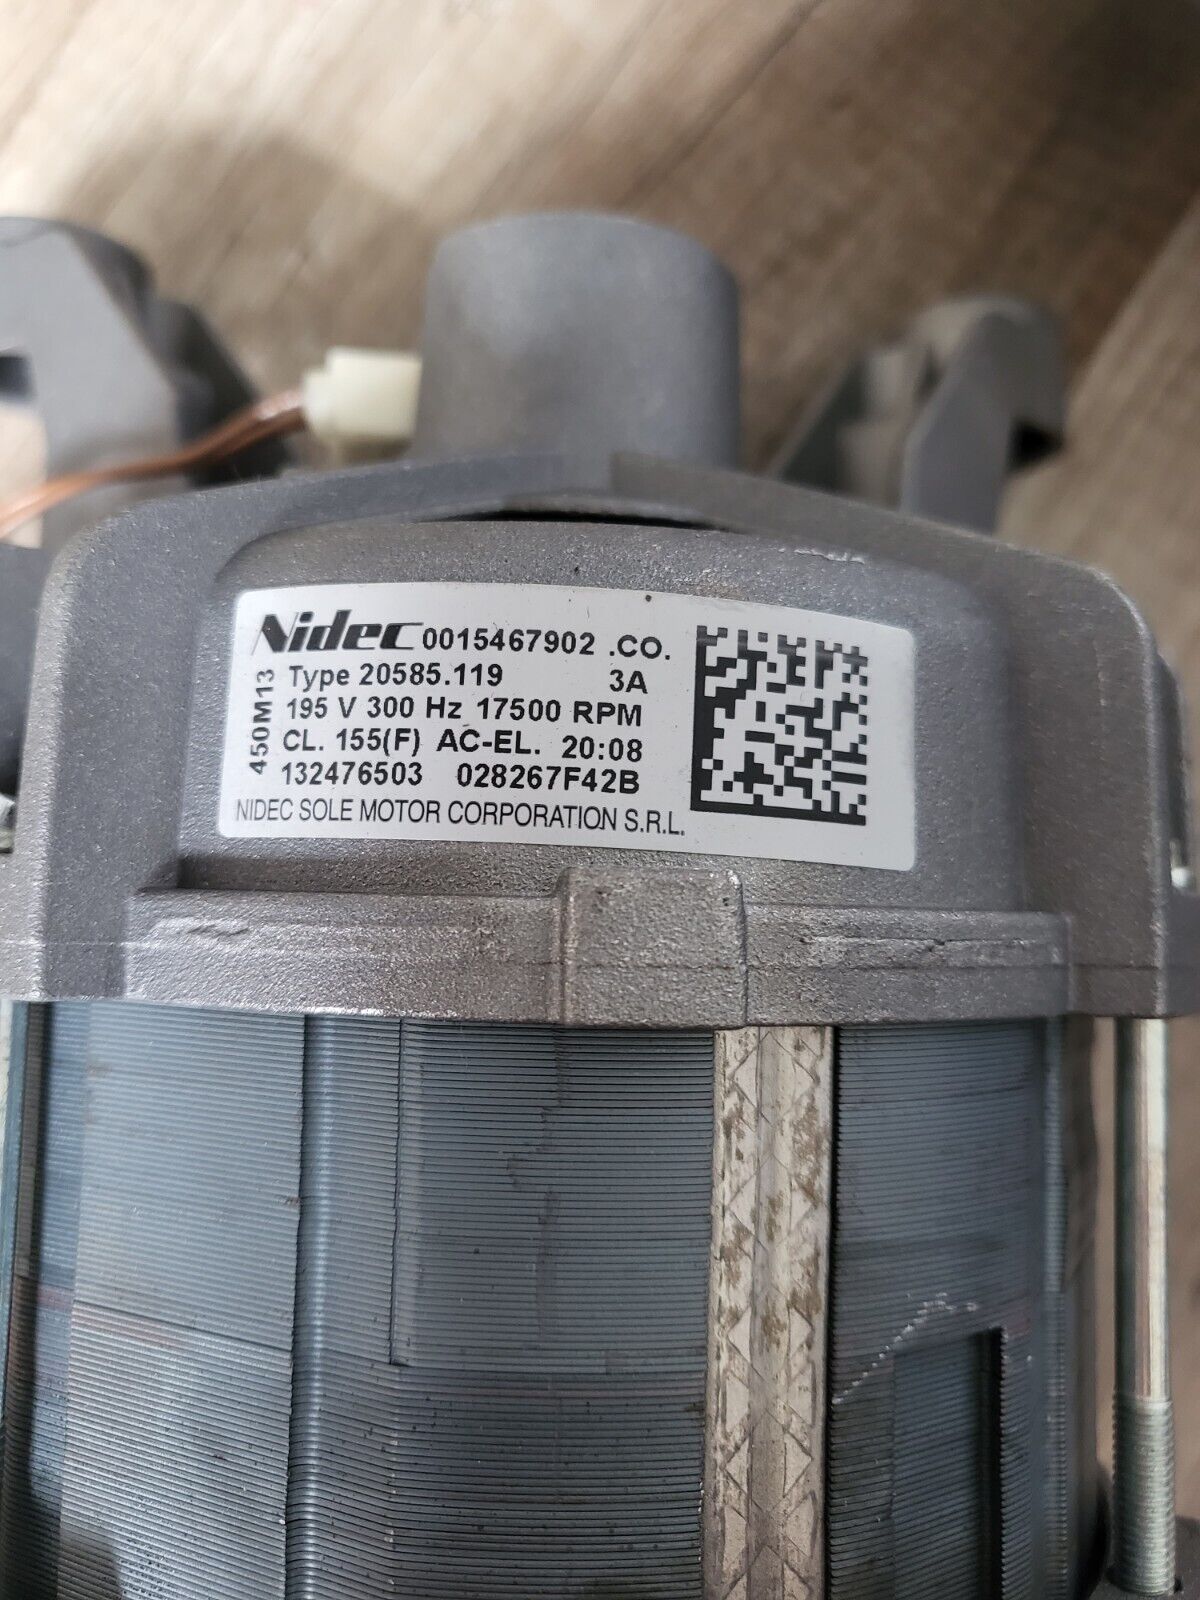 Nidec 0015467902 .CO.
Type 20585.119 3A
195 V 300 Hz 17500 RPM
CL. 155(F) AC-EL. 20:08
132476503 028267F42B
NIDEC SOLE MOTOR CORPORATION S.R.L.
450M13